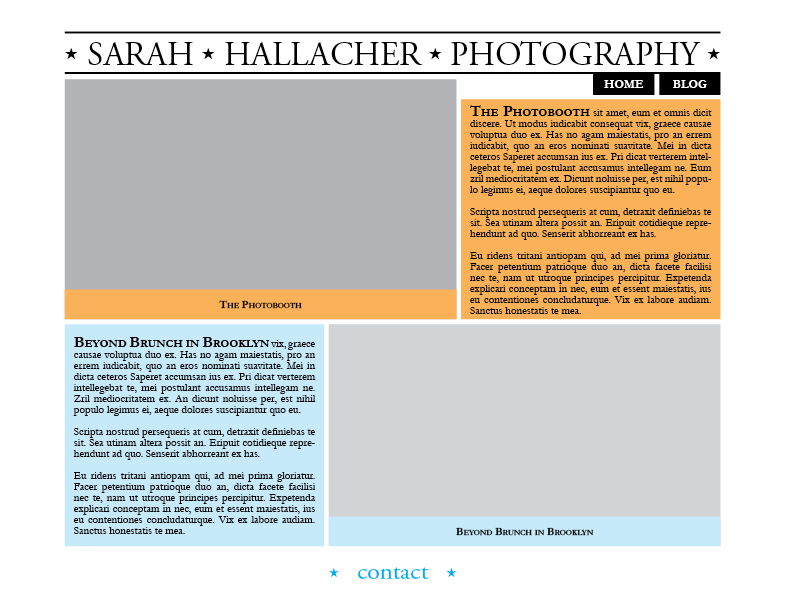 ★ SARAH ★ HALLACHER ★ PHOTOGRAPHY ★
HOME BLOG
THE PHOTOBOOTH sit amet, eum et omnis dicit
discere. Ut modus iudicabit consequat vix, graece causae
voluptua duo ex. Has no agam maiestatis, pro an errem
iudicabit, quo an eros nominati suavitate. Mei in dicta
ceteros Saperet accumsan ius ex. Pri dicat verterem intel-
legebat te, mei postulant accusamus intellegam ne. Eum
zril mediocritatem ex. Dicunt noluisse per, est nihil popu-
lo legimus ei, aeque dolores suscipiantur quo eu.
Scripta nostrud persequeris at cum, detraxit definiebas te
sit. Sea utinam altera possit an. Eripuit cotidieque repre-
hendunt ad quo. Senserit abhorreant ex has.
Eu ridens tritani antiopam qui, ad mei prima gloriatur.
Facer petentium patrioque duo an, dicta facete facilisi
nec te, nam ut utroque principes percipitur. Expetenda
explicari conceptam in nec, eum et essent maiestatis, ius
eu contentiones concludaturque. Vix ex labore audiam.
Sanctus honestatis te mea.
THE PHOTOBOOTH
BEYOND BRUNCH IN BROOKLYN vix, graece
causae voluptua duo ex. Has no agam maiestatis, pro an
errem iudicabit, quo an eros nominati suavitate. Mei in
dicta ceteros Saperet accumsan ius ex. Pri dicat verterem
intellegebat te, mei postulant accusamus intellegam ne.
Zril mediocritatem ex. An dicunt noluisse per, est nihil
populo legimus ei, aeque dolores suscipiantur quo eu.
Scripta nostrud persequeris at cum, detraxit definiebas te
sit. Sea utinam altera possit an. Eripuit cotidieque repre-
hendunt ad quo. Senserit abhorreant ex has.
Eu ridens tritani antiopam qui, ad mei prima gloriatur.
Facer petentium patrioque duo an, dicta facete facilisi
nec te, nam ut utroque principes percipitur. Expetenda
explicari conceptam in nec, eum et essent maiestatis, ius
eu contentiones concludaturque. Vix ex labore audiam.
Sanctus honestatis te mea.
BEYOND BRUNCH IN BROOKLYN
★ contact ★